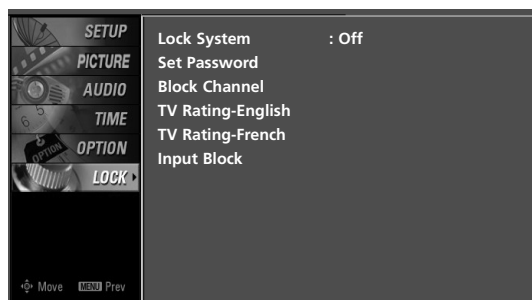 SETUP
PICTURE
AUDIO
TIME
OPTION
LOCK
Move MENU Prev
Lock System : Off
Set Password
Block Channel
TV Rating-English
TV Rating-French
Input Block